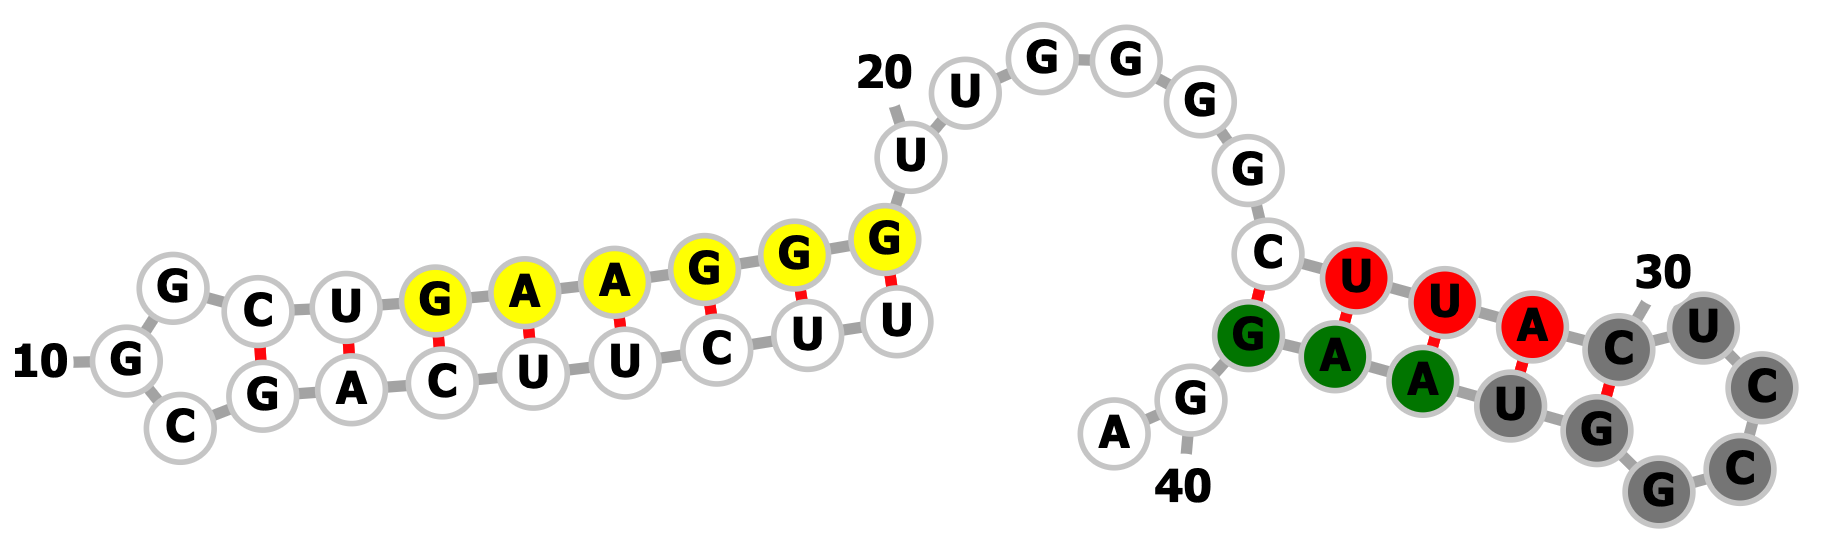 20
U U G G G G
30
G C U G A A G G G
C U U A C U C C G
10 G
C G A C U U C U U
A G G A A U G
40